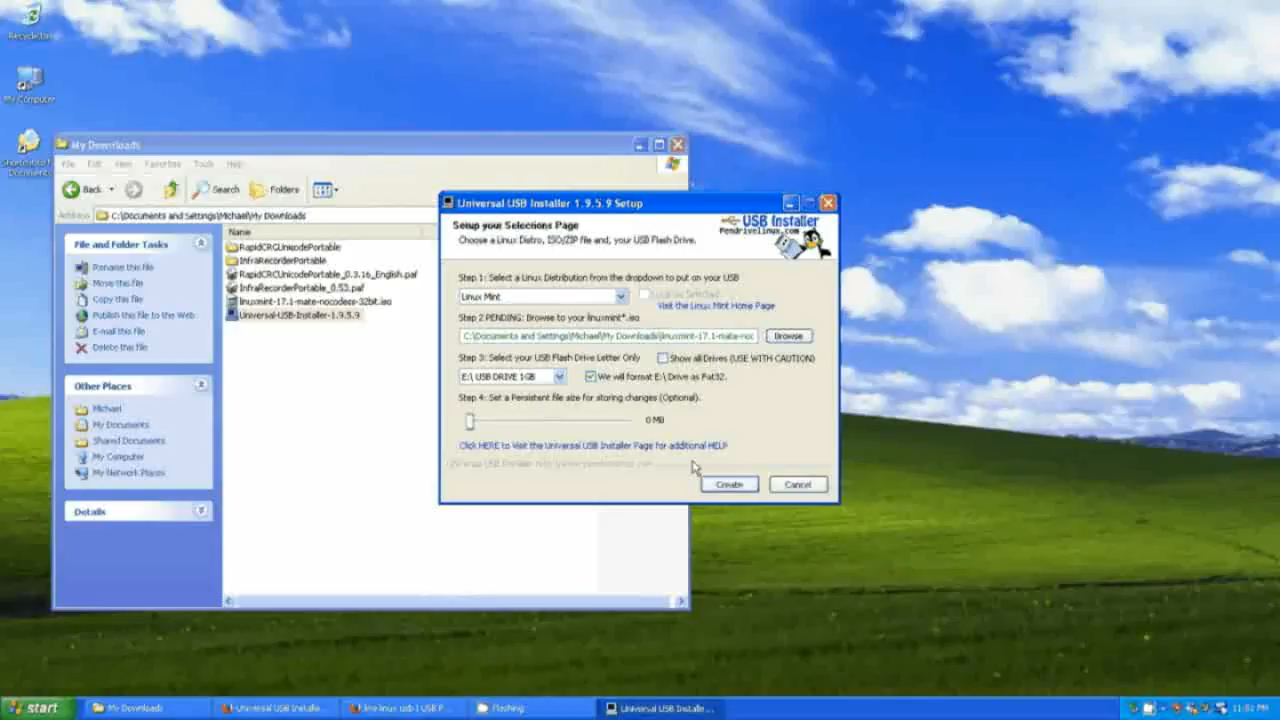 Recycle Bin
My Computer
Shortcut to
Documents
My Downloads
File Edit View Favorites Tools Help
Back Search Folders
Address C:\Documents and Settings\Michael\My Downloads
File and Folder Tasks
Rename this file
Move this file
Copy this file
Publish this file to the Web
E-mail this file
Delete this file
Other Places
Michael
My Documents
Shared Documents
My Computer
My Network Places
Details
Name
RapidCRCUnicodePortable
InfraRecorderPortable
RapidCRCUnicodePortable_0.3.16_English.paf
InfraRecorderPortable_0.53.paf
linuxmint-17.1-mate-nocodecs-32bit.iso
Universal-USB-Installer-1.9.5.9
Universal USB Installer 1.9.5.9 Setup
Setup your Selections Page
Choose a Linux Distro, ISO/ZIP file and, your USB Flash Drive.
USB Installer
Pendrivelinux.com
Step 1: Select a Linux Distribution from the dropdown to put on your USB
Linux Mint
Visit the Linux Mint Home Page
Step 2 PENDING: Browse to your linuxmint*.iso
C:\Documents and Settings\Michael\My Downloads\linuxmint-17.1-mate-noc
Browse
Step 3: Select your USB Flash Drive Letter Only
Show all Drives (USE WITH CAUTION)
E:\ USB DRIVE 1GB
We will format E:\ Drive as Fat32.
Step 4: Set a Persistent file size for storing changes (Optional).
0 MB
Click HERE to Visit the Universal USB Installer Page for additional HELP
Create Cancel
start
My Downloads
Universal USB Installe...
live linux usb-1 USB P...
Flashing
Universal USB Installe...